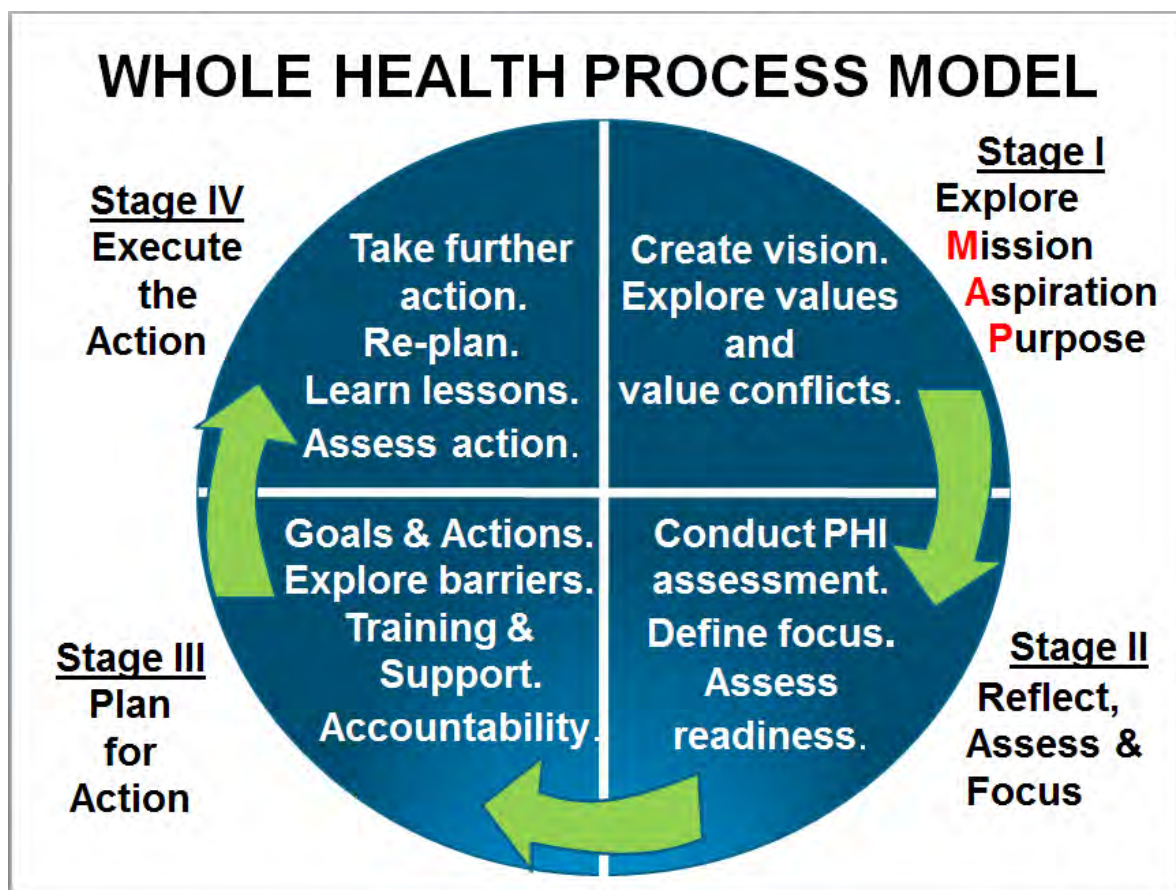 WHOLE HEALTH PROCESS MODEL
Stage I
Explore
Mission
Aspiration
Purpose
Create vision.
Explore values
and
value conflicts.
Stage II
Reflect,
Assess &
Focus
Conduct PHI
assessment.
Define focus.
Assess
readiness.
Stage III
Plan
for
Action
Goals & Actions.
Explore barriers.
Training &
Support.
Accountability.
Stage IV
Execute
the
Action
Take further
action.
Re-plan.
Learn lessons.
Assess action.